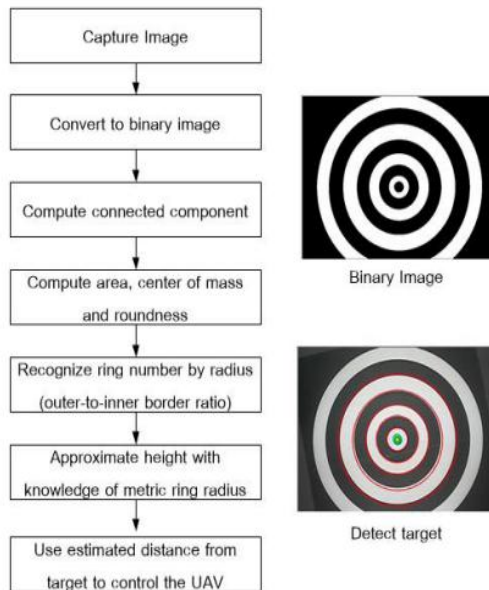 Capture Image
Convert to binary image
Compute connected component
Compute area, center of mass
and roundness
Recognize ring number by radius
(outer-to-inner border ratio)
Approximate height with
knowledge of metric ring radius
Use estimated distance from
target to control the UAV
Binary Image
Detect target